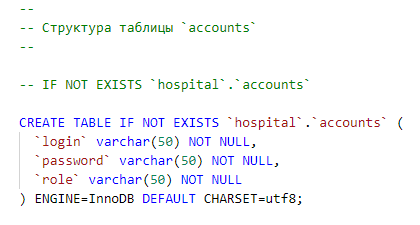 --
-- Структура таблицы `accounts`
--
-- IF NOT EXISTS `hospital`.`accounts`
CREATE TABLE IF NOT EXISTS `hospital`.`accounts` (
`login` varchar(50) NOT NULL,
`password` varchar(50) NOT NULL,
`role` varchar(50) NOT NULL
) ENGINE=InnoDB DEFAULT CHARSET=utf8;